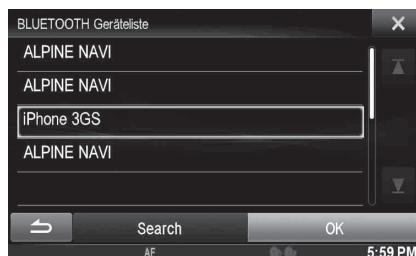 BLUETOOTH Geräteliste
ALPINE NAVI
ALPINE NAVI
iPhone 3GS
ALPINE NAVI
Search
OK
AF
5:59 PM